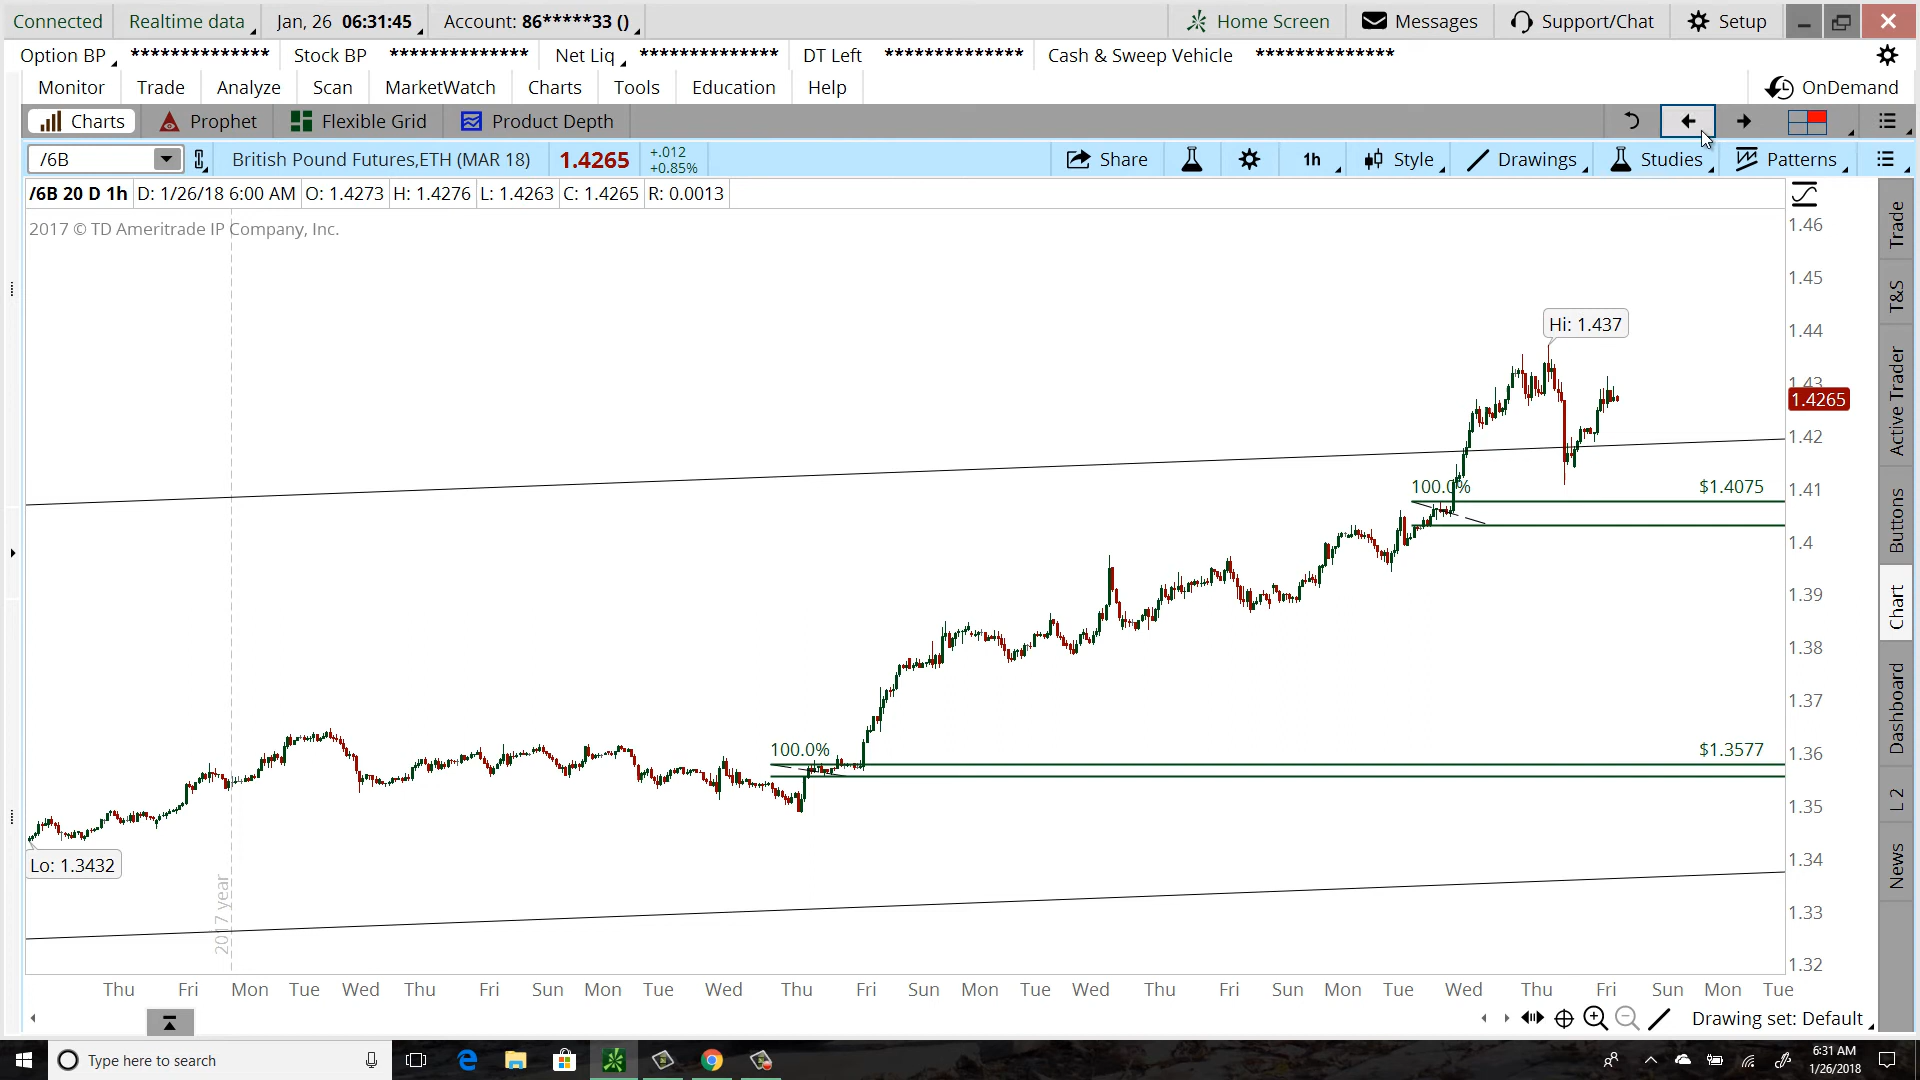 Connected Realtime data Jan, 26 06:31:45 Account: 86*****33 () Home Screen Messages Support/Chat Setup
Option BP ************** Stock BP ************** Net Liq ************** DT Left ************** Cash & Sweep Vehicle **************
Monitor Trade Analyze Scan MarketWatch Charts Tools Education Help OnDemand
Charts Prophet Flexible Grid Product Depth
/6B British Pound Futures,ETH (MAR 18) 1.4265 +.012 +0.85% Share 1h Style Drawings Studies Patterns
/6B 20 D 1h D: 1/26/18 6:00 AM O: 1.4273 H: 1.4276 L: 1.4263 C: 1.4265 R: 0.0013
2017 © TD Ameritrade IP Company, Inc.
1.46
1.45
Hi: 1.437
1.44
1.43
1.4265
1.42
100.0% $1.4075
1.41
1.4
1.39
1.38
1.37
100.0% $1.3577
1.36
1.35
Lo: 1.3432
1.34
2017 year
1.33
1.32
Thu Fri Mon Tue Wed Thu Fri Sun Mon Tue Wed Thu Fri Sun Mon Tue Wed Thu Fri Sun Mon Tue Wed Thu Fri Sun Mon Tue
Drawing set: Default
Trade
T&S
Active Trader
Buttons
Chart
Dashboard
L 2
News
Type here to search
6:31 AM
1/26/2018